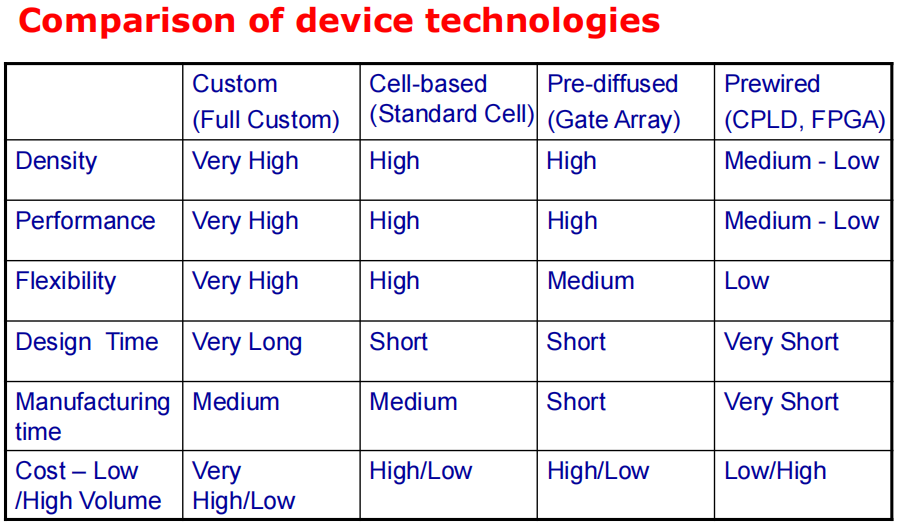 Comparison of device technologies
Custom
(Full Custom)
Cell-based
(Standard Cell)
Pre-diffused
(Gate Array)
Prewired
(CPLD, FPGA)
Density
Very High
High
High
Medium - Low
Performance
Very High
High
High
Medium - Low
Flexibility
Very High
High
Medium
Low
Design Time
Very Long
Short
Short
Very Short
Manufacturing
time
Medium
Medium
Short
Very Short
Cost – Low
/High Volume
Very
High/Low
High/Low
High/Low
Low/High